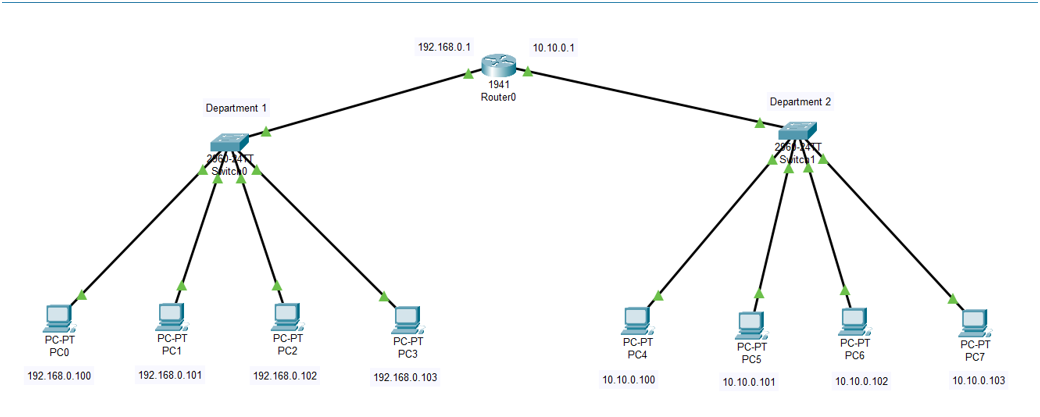 192.168.0.1
10.10.0.1
1941
Router0
Department 1
Department 2
2960-24TT
Switch0
2960-24TT
Switch1
PC-PT
PC0
PC-PT
PC1
PC-PT
PC2
PC-PT
PC3
PC-PT
PC4
PC-PT
PC5
PC-PT
PC6
PC-PT
PC7
192.168.0.100
192.168.0.101
192.168.0.102
192.168.0.103
10.10.0.100
10.10.0.101
10.10.0.102
10.10.0.103